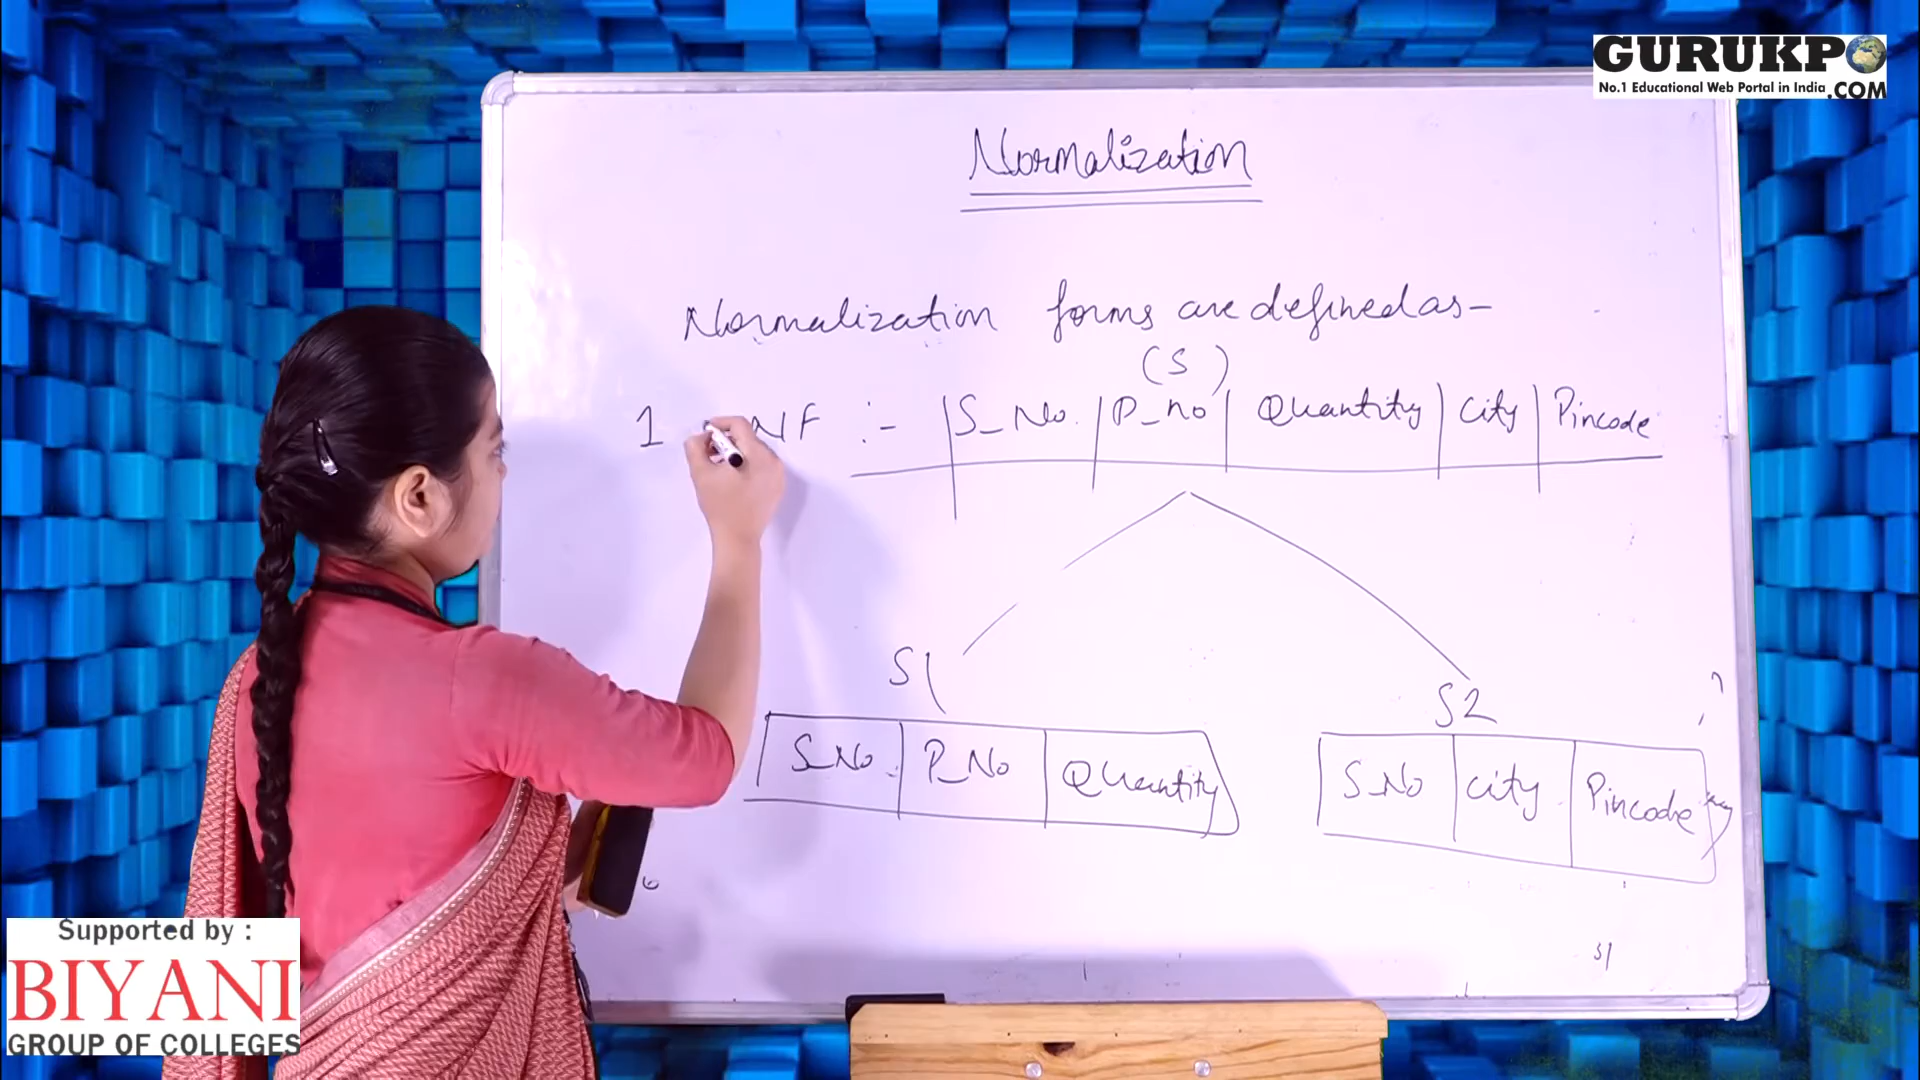 GURUKPO
No.1 Educational Web Portal in India .COM
Normalization
Normalization forms are defined as-
(S)
1 NF :- S_No. P_no Quantity City Pincode
S1
S2
S_No. P_No Quantity
S_No City Pincode
Supported by :
BIYANI
GROUP OF COLLEGES